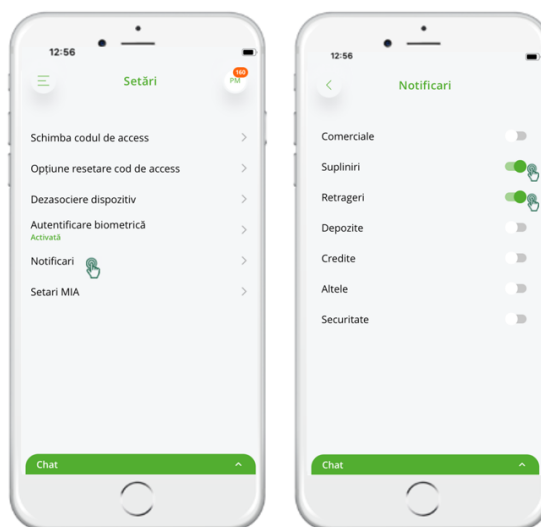 12:56
Setări
160
PM
Schimba codul de access
Opțiune resetare cod de access
Dezasociere dispozitiv
Autentificare biometrică
Activată
Notificari
Setari MIA
Chat
12:56
Notificari
Comerciale
Supliniri
Retrageri
Depozite
Credite
Altele
Securitate
Chat